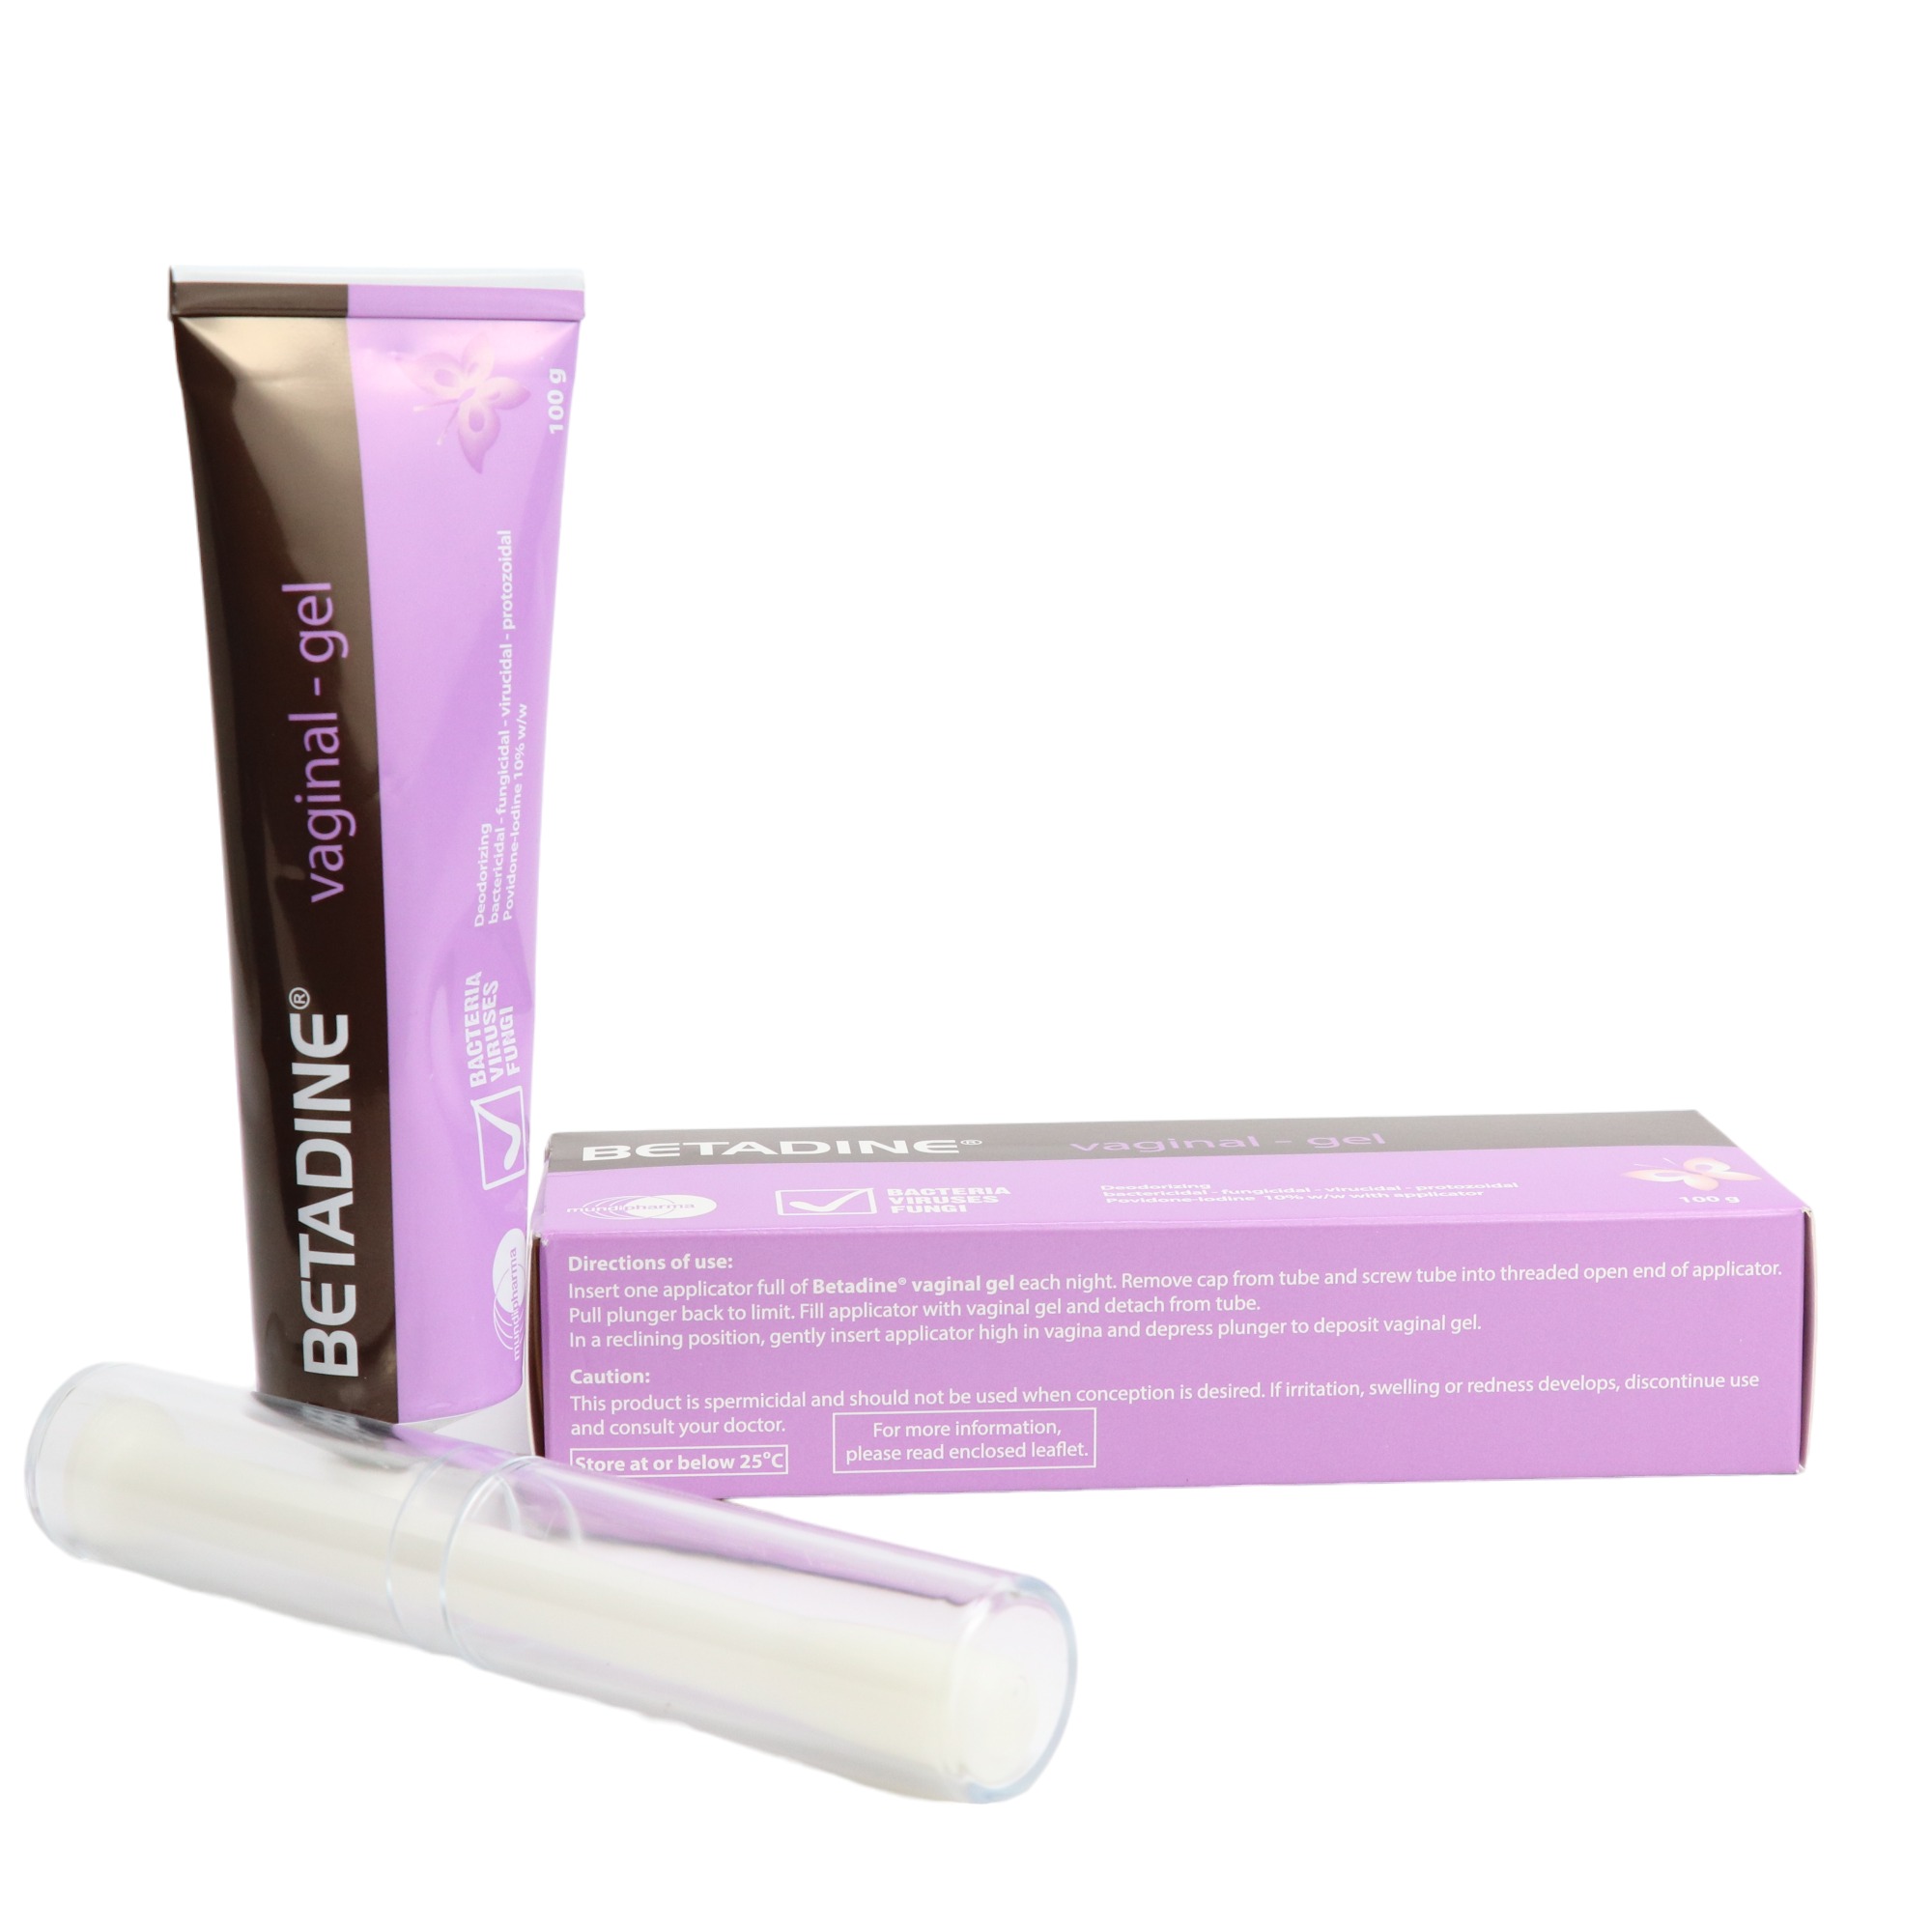 BETADINE®
vaginal - gel
BACTERIA
VIRUSES
FUNGI
Deodorizing
bactericidal - fungicidal - virucidal - protozoidal
Povidone-Iodine 10% w/w
100 g
mundipharma
BETADINE® vaginal - gel
mundipharma
BACTERIA
VIRUSES
FUNGI
Deodorizing
bactericidal - fungicidal - virucidal - protozoidal
Povidone-Iodine 10% w/w with applicator
100 g
Directions of use:
Insert one applicator full of Betadine® vaginal gel each night. Remove cap from tube and screw tube into threaded open end of applicator.
Pull plunger back to limit. Fill applicator with vaginal gel and detach from tube.
In a reclining position, gently insert applicator high in vagina and depress plunger to deposit vaginal gel.
Caution:
This product is spermicidal and should not be used when conception is desired. If irritation, swelling or redness develops, discontinue use
and consult your doctor.
Store at or below 25°C
For more information,
please read enclosed leaflet.